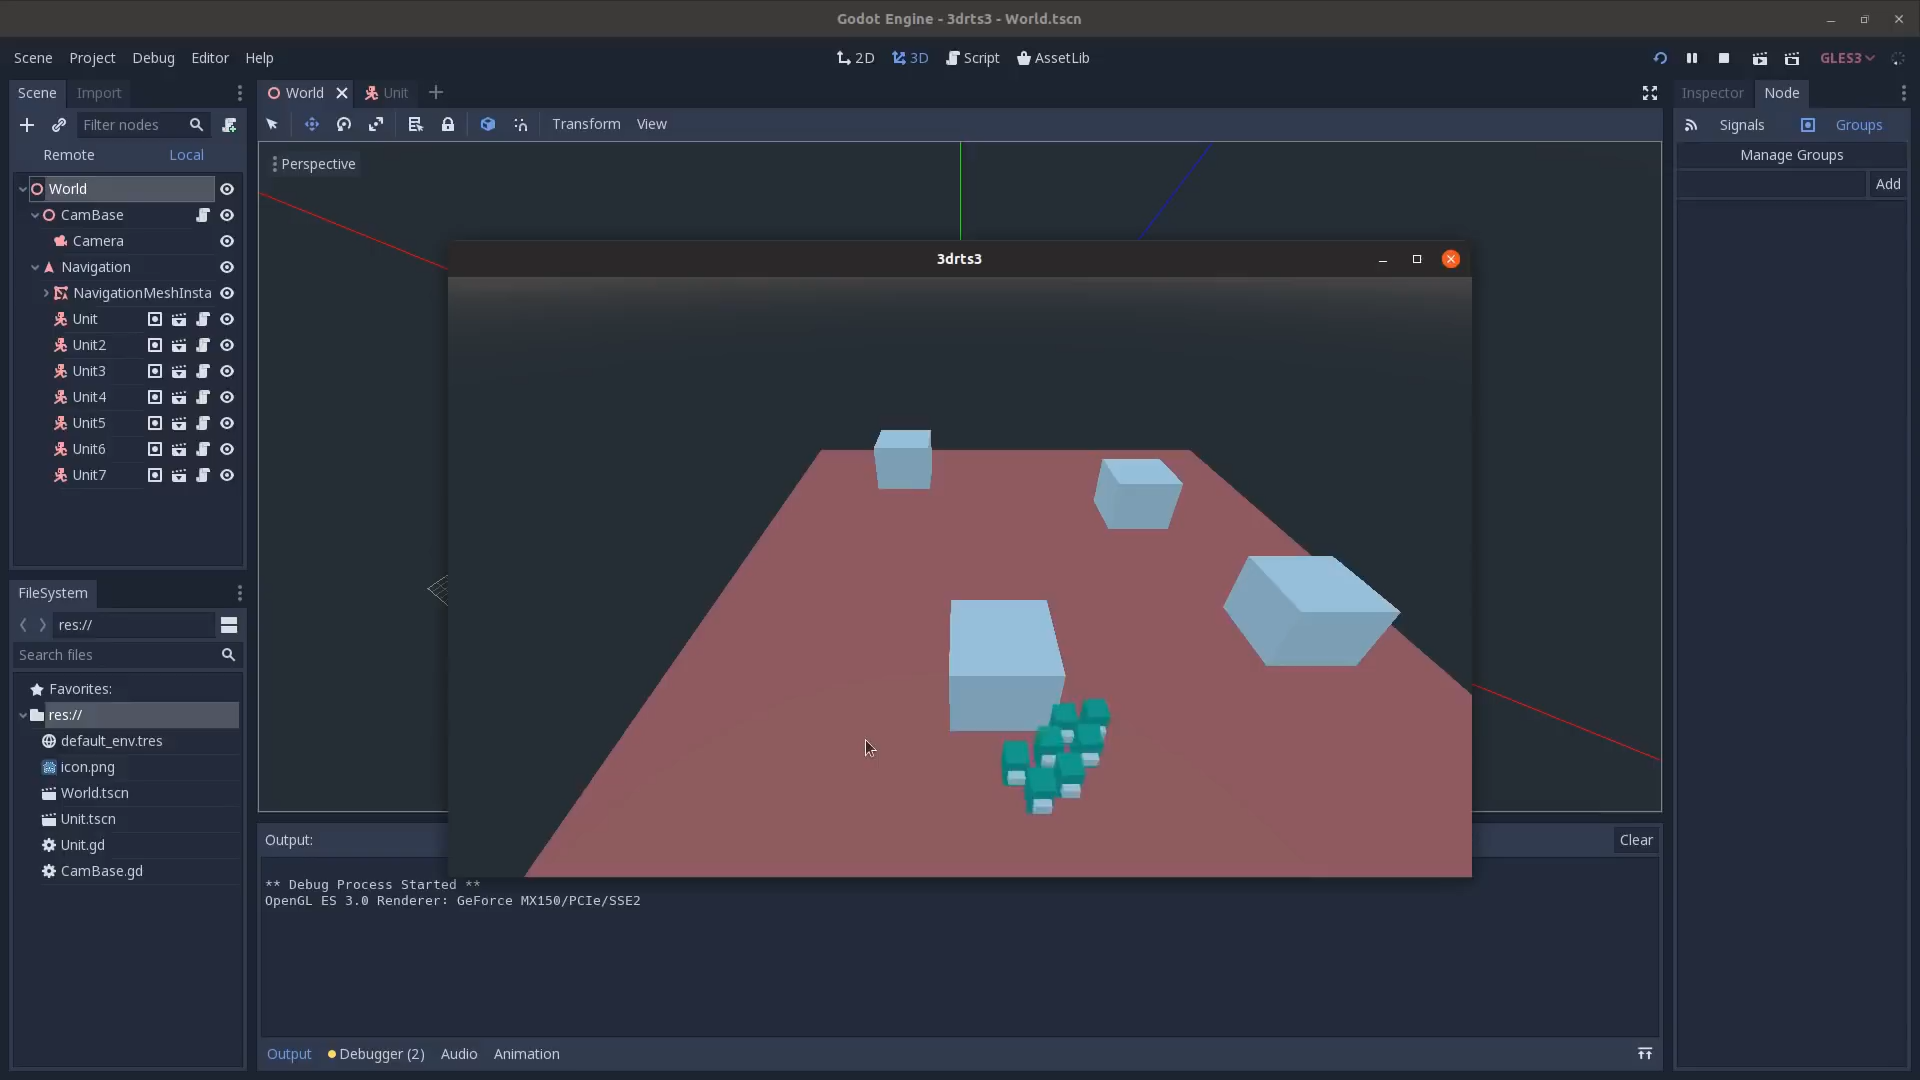 Godot Engine - 3drts3 - World.tscn
Scene Project Debug Editor Help
2D 3D Script AssetLib
GLES3
Scene Import
World Unit
Inspector Node
Filter nodes
Transform View
Signals Groups
Remote Local
Manage Groups
Perspective
Add
World
CamBase
Camera
Navigation
NavigationMeshInsta
Unit
Unit2
Unit3
Unit4
Unit5
Unit6
Unit7
3drts3
FileSystem
res://
Search files
Favorites:
res://
default_env.tres
icon.png
World.tscn
Unit.tscn
Unit.gd
CamBase.gd
Output:
Clear
** Debug Process Started **
OpenGL ES 3.0 Renderer: GeForce MX150/PCIe/SSE2
Output Debugger (2) Audio Animation